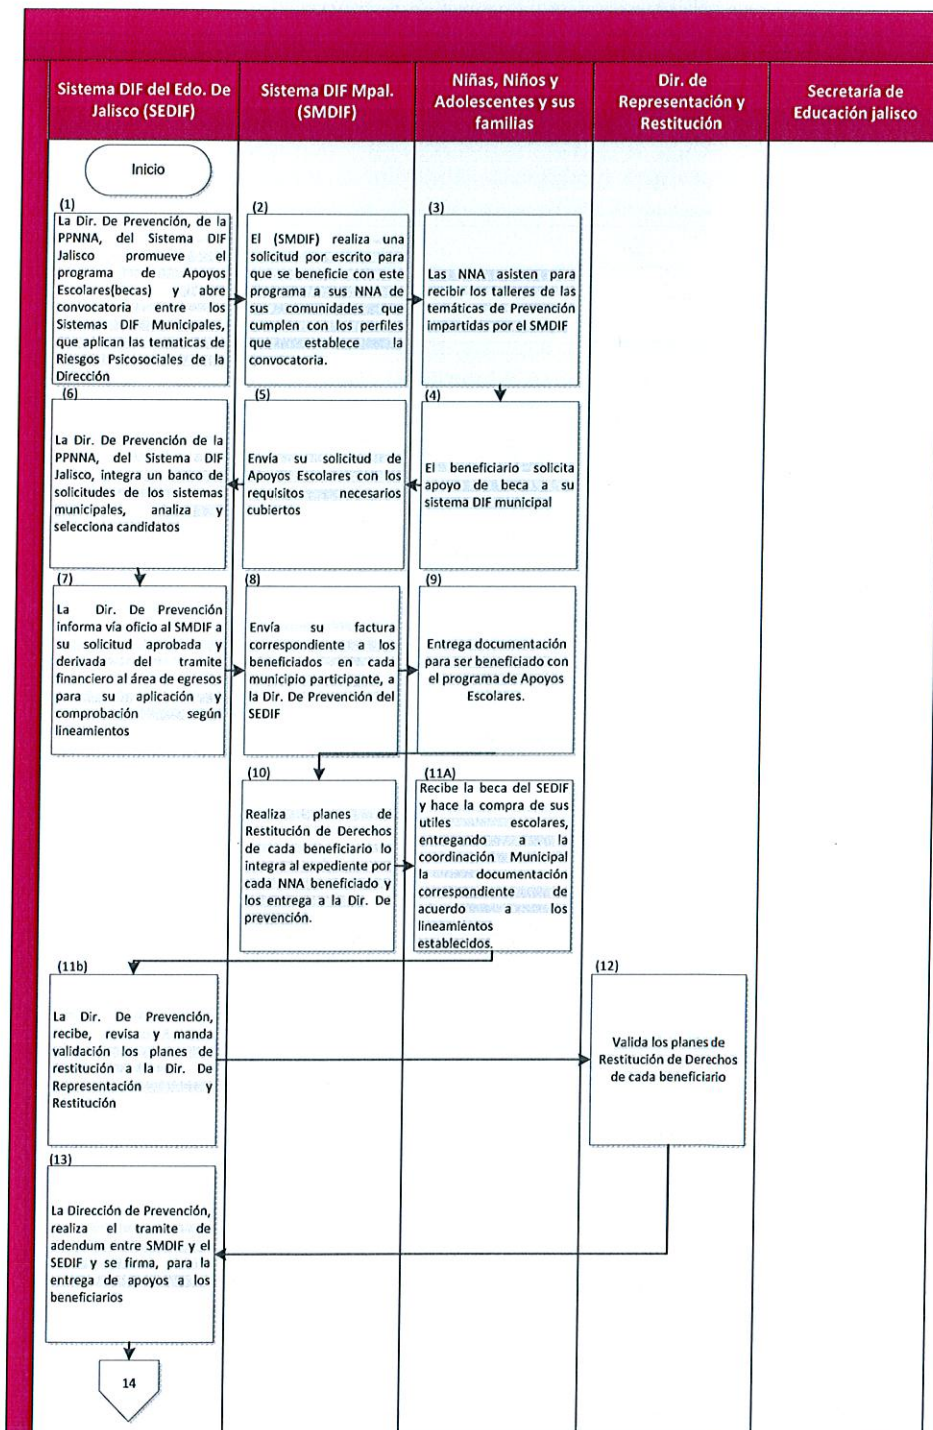 Sistema DIF del Edo. De
Jalisco (SEDIF)
Sistema DIF Mpal.
(SMDIF)
Niñas, Niños y
Adolescentes y sus
familias
Dir. de
Representación y
Restitución
Secretaría de
Educación jalisco
Inicio
(1)
La Dir. De Prevención, de la
PPNNA, del Sistema DIF
Jalisco promueve el
programa de Apoyos
Escolares(becas) y abre
convocatoria entre los
Sistemas DIF Municipales,
que aplican las tematicas de
Riesgos Psicosociales de la
Dirección
(2)
El (SMDIF) realiza una
solicitud por escrito para
que se beneficie con este
programa a sus NNA de
sus comunidades que
cumplen con los perfiles
que establece la
convocatoria.
(3)
Las NNA asisten para
recibir los talleres de las
temáticas de Prevención
impartidas por el SMDIF
(6)
La Dir. De Prevención de la
PPNNA, del Sistema DIF
Jalisco, integra un banco de
solicitudes de los sistemas
municipales, analiza y
selecciona candidatos
(5)
Envía su solicitud de
Apoyos Escolares con los
requisitos necesarios
cubiertos
(4)
El beneficiario solicita
apoyo de beca a su
sistema DIF municipal
(7)
La Dir. De Prevención
informa vía oficio al SMDIF a
su solicitud aprobada y
derivada del tramite
financiero al área de egresos
para su aplicación y
comprobación según
lineamientos
(8)
Envía su factura
correspondiente a los
beneficiados en cada
municipio participante, a
la Dir. De Prevención del
SEDIF
(9)
Entrega documentación
para ser beneficiado con
el programa de Apoyos
Escolares.
(10)
Realiza planes de
Restitución de Derechos
de cada beneficiario lo
integra al expediente por
cada NNA beneficiado y
los entrega a la Dir. De
prevención.
(11A)
Recibe la beca del SEDIF
y hace la compra de sus
utiles escolares,
entregando a . la
coordinación Municipal
la documentación
correspondiente de
acuerdo a los
lineamientos
establecidos.
(11b)
La Dir. De Prevención,
recibe, revisa y manda
validación los planes de
restitución a la Dir. De
Representación y
Restitución
(12)
Valida los planes de
Restitución de Derechos
de cada beneficiario
(13)
La Dirección de Prevención,
realiza el tramite de
adendum entre SMDIF y el
SEDIF y se firma, para la
entrega de apoyos a los
beneficiarios
14